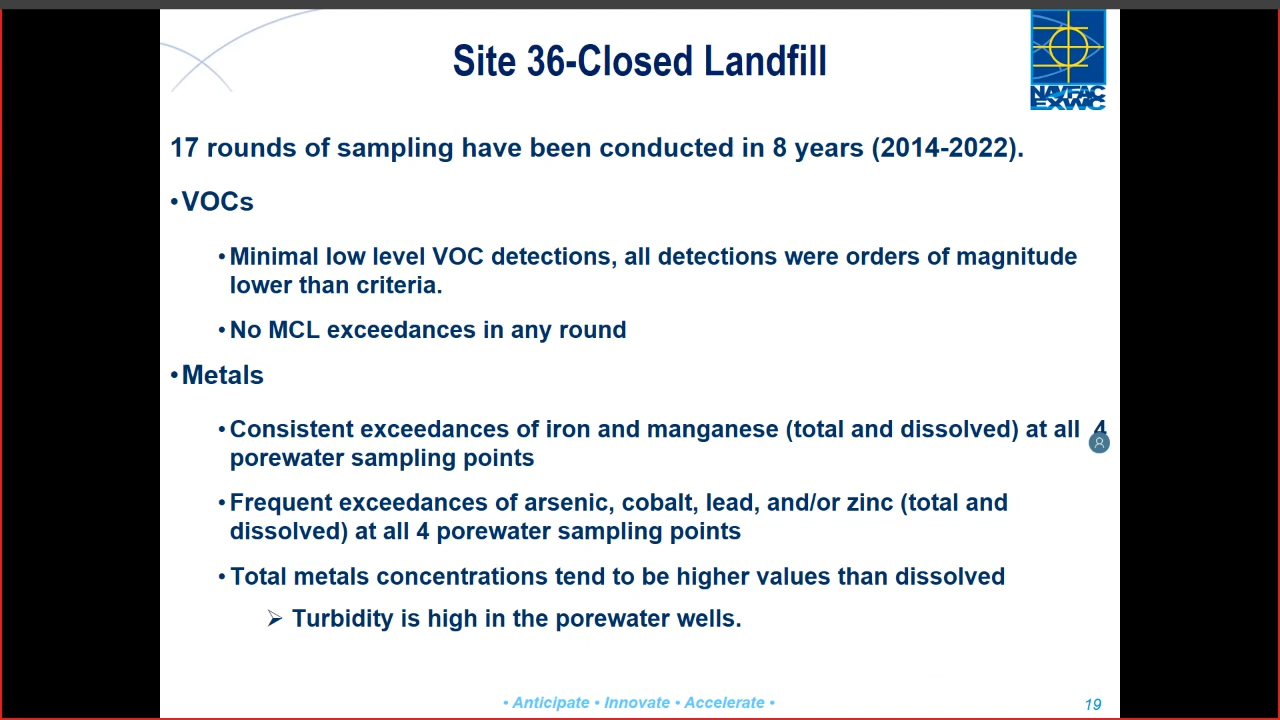 Site 36-Closed Landfill
NAVFAC
EXWC
17 rounds of sampling have been conducted in 8 years (2014-2022).
•VOCs
•Minimal low level VOC detections, all detections were orders of magnitude
lower than criteria.
•No MCL exceedances in any round
•Metals
•Consistent exceedances of iron and manganese (total and dissolved) at all 4
porewater sampling points
•Frequent exceedances of arsenic, cobalt, lead, and/or zinc (total and
dissolved) at all 4 porewater sampling points
•Total metals concentrations tend to be higher values than dissolved
➢ Turbidity is high in the porewater wells.
• Anticipate • Innovate • Accelerate •
19